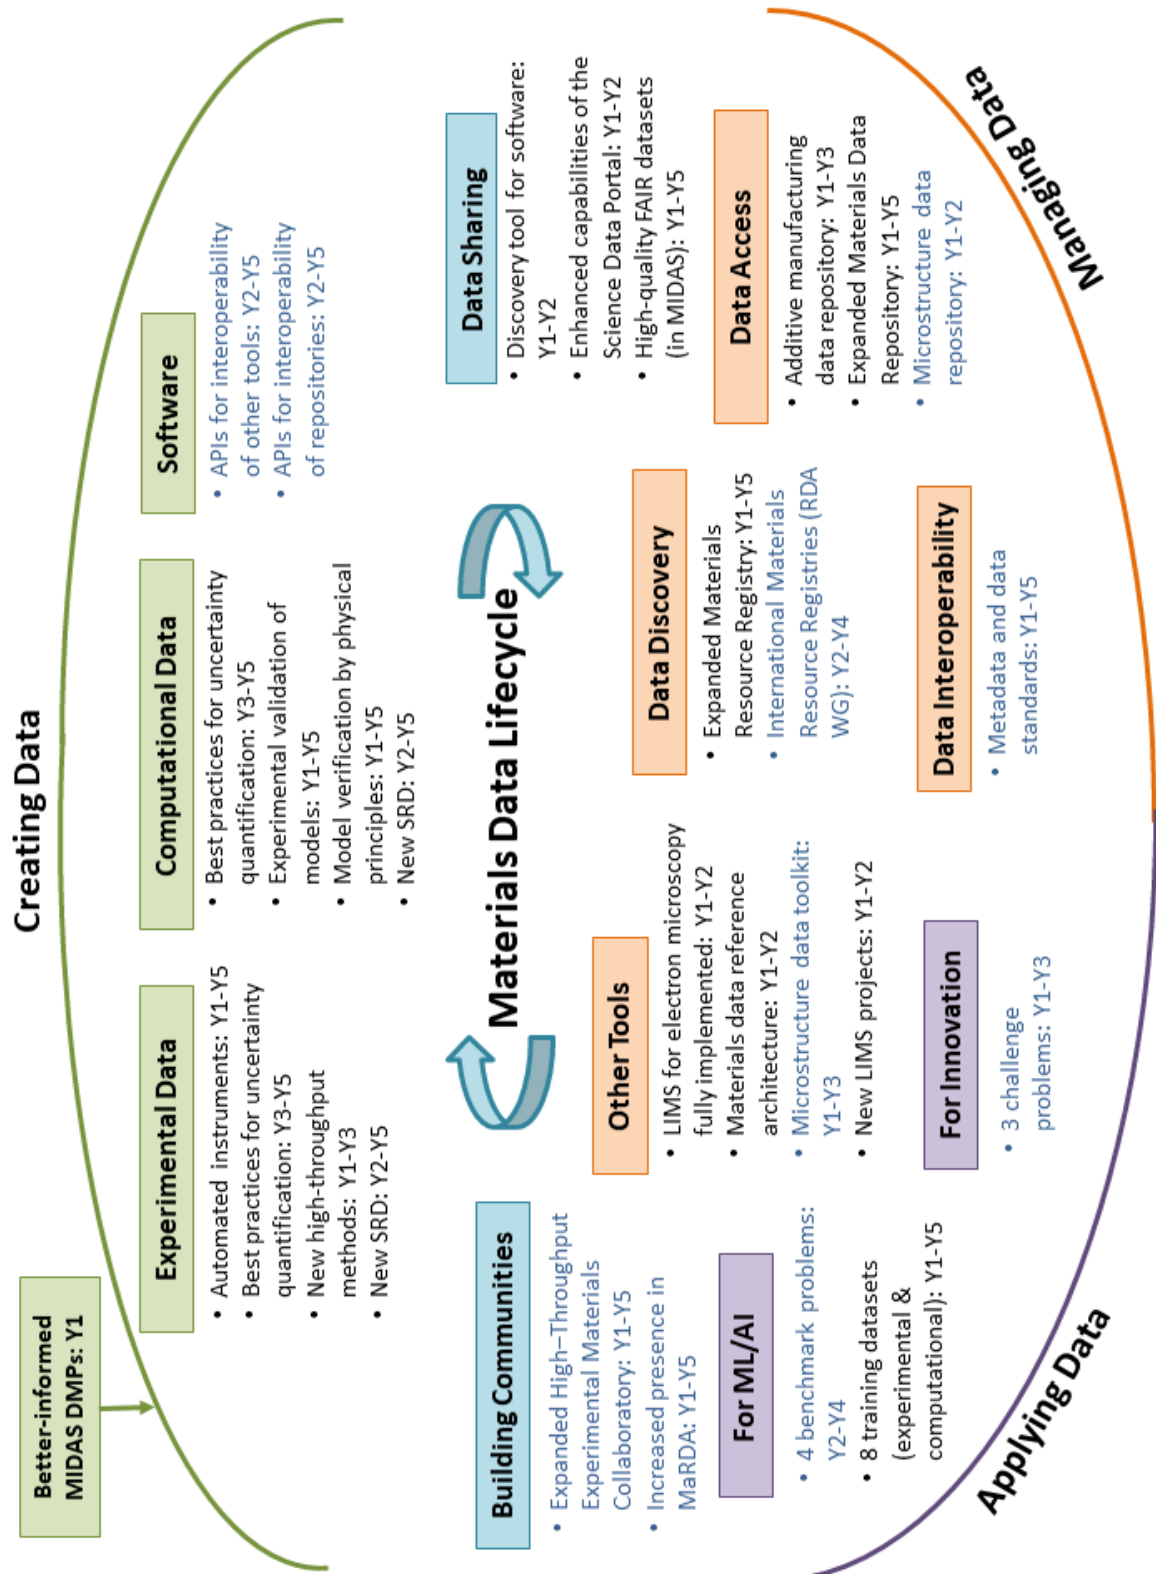 Creating Data
Better-informed
MIDAS DMPs: Y1
Experimental Data
• Automated instruments: Y1-Y5
• Best practices for uncertainty
quantification: Y3-Y5
• New high-throughput
methods: Y1-Y3
• New SRD: Y2-Y5
Computational Data
• Best practices for uncertainty
quantification: Y3-Y5
• Experimental validation of
models: Y1-Y5
• Model verification by physical
principles: Y1-Y5
• New SRD: Y2-Y5
Software
• APIs for interoperability
of other tools: Y2-Y5
• APIs for interoperability
of repositories: Y2-Y5
Materials Data Lifecycle
Building Communities
• Expanded High–Throughput
Experimental Materials
Collaboratory: Y1-Y5
• Increased presence in
MaRDA: Y1-Y5
Data Sharing
• Discovery tool for software:
Y1-Y2
• Enhanced capabilities of the
Science Data Portal: Y1-Y2
• High-quality FAIR datasets
(in MIDAS): Y1-Y5
Other Tools
• LIMS for electron microscopy
fully implemented: Y1-Y2
• Materials data reference
architecture: Y1-Y2
• Microstructure data toolkit:
Y1-Y3
• New LIMS projects: Y1-Y2
Data Discovery
• Expanded Materials
Resource Registry: Y1-Y5
• International Materials
Resource Registries (RDA
WG): Y2-Y4
Data Access
• Additive manufacturing
data repository: Y1-Y3
• Expanded Materials Data
Repository: Y1-Y5
• Microstructure data
repository: Y1-Y2
For ML/AI
• 4 benchmark problems:
Y2-Y4
• 8 training datasets
(experimental &
computational): Y1-Y5
For Innovation
• 3 challenge
problems: Y1-Y3
Data Interoperability
• Metadata and data
standards: Y1-Y5
Applying Data
Managing Data